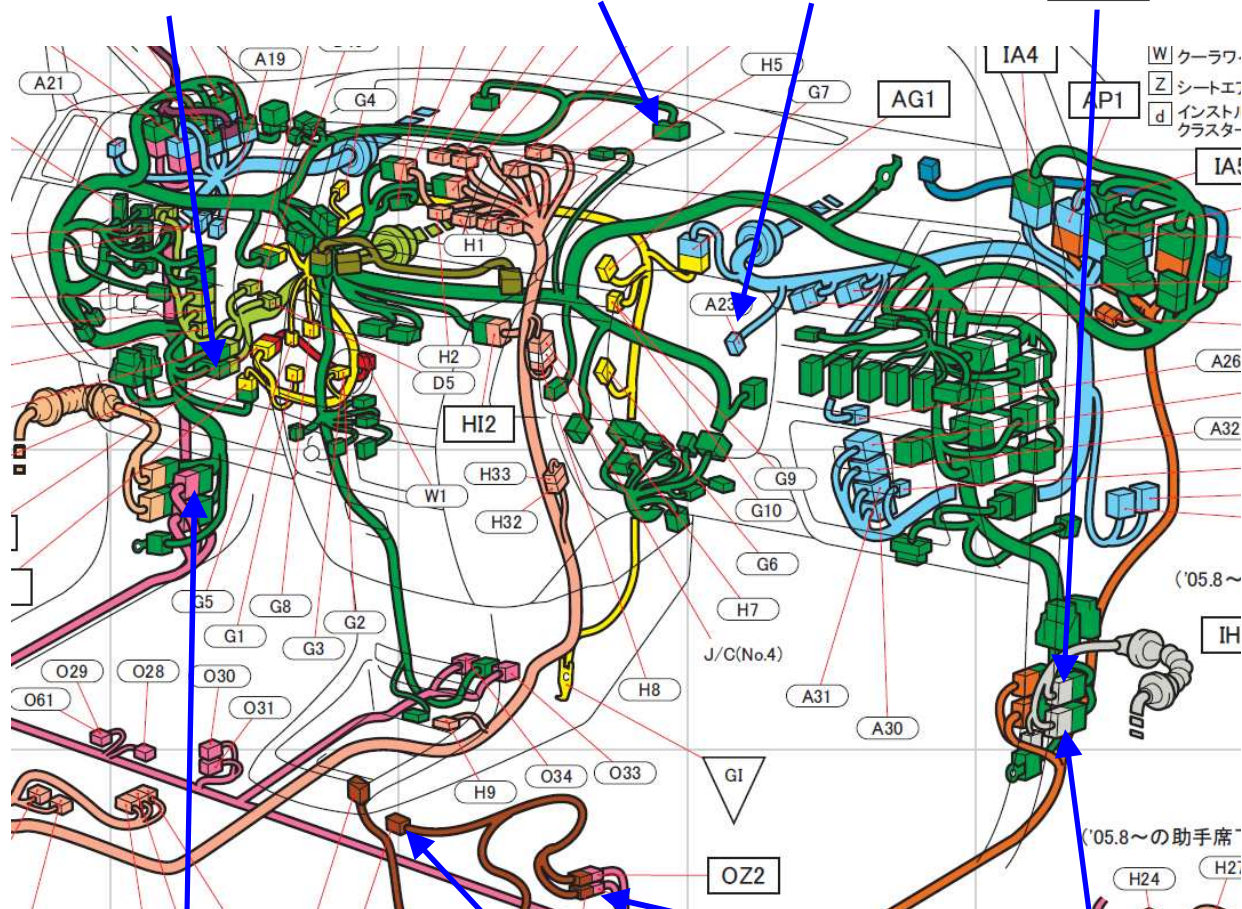 IA4
W クーラワイ
A19
H5
A21
G4
G7
AG1
AP1
Z シートエア
d インストル
クラスター
IA5
H1
A23
H2
D5
A26
HI2
A32
H33
W1
G9
H32
G10
G6
('05.8～
G5
G8
G2
H7
G1
G3
J/C(No.4)
IH
O29
O28
O30
H8
A31
O61
O31
A30
GI
O34
O33
H9
C
('05.8～の助手席
OZ2
H24
H27